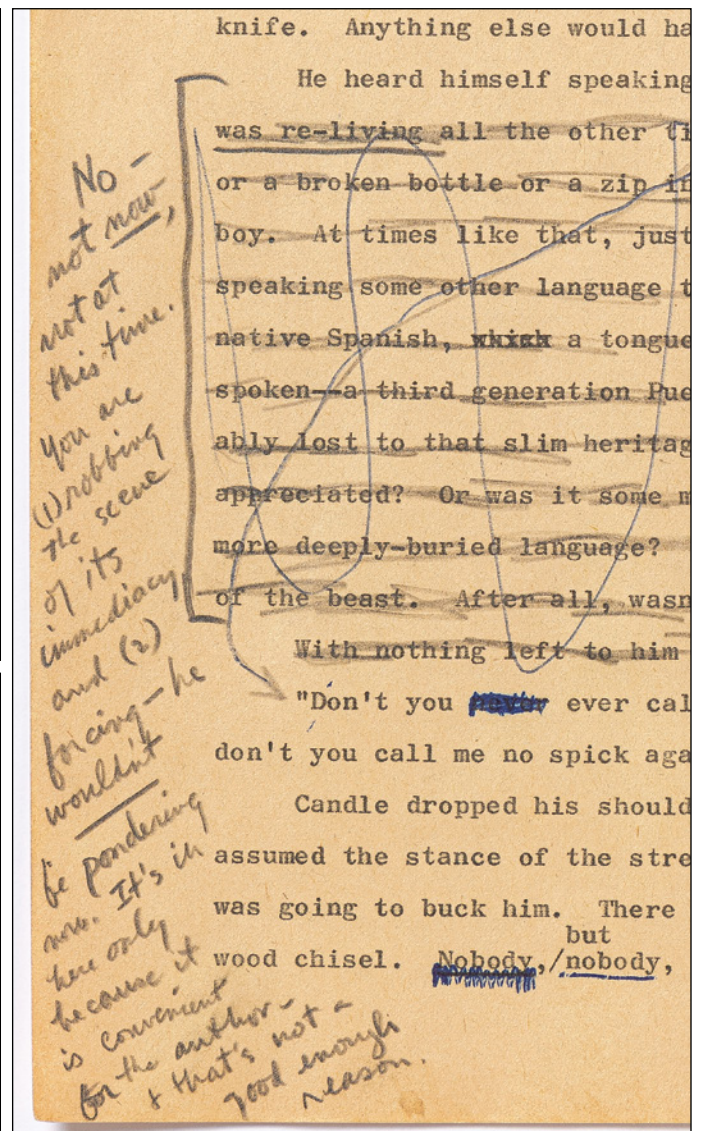 knife. Anything else would ha
He heard himself speaking
was re-living all the other ti
or a broken bottle or a zip in
boy. At times like that, just
speaking some other language t
native Spanish, which a tongue
spoken--a third generation Pue
ably lost to that slim heritag
appreciated? Or was it some m
more deeply-buried language?
of the beast. After all, wasn
With nothing left to him
"Don't you never ever cal
don't you call me no spick aga
Candle dropped his should
assumed the stance of the stre
was going to buck him. There
but
wood chisel. Nobody,/nobody,
No -
not now,
not at
this time.
You are
(1) robbing
the scene
of its
immediacy
and (2)
forcing - he
wouldn't
be pondering
now. It's in
here only
because it
is convenient
for the author -
& that's not a
good enough
reason.